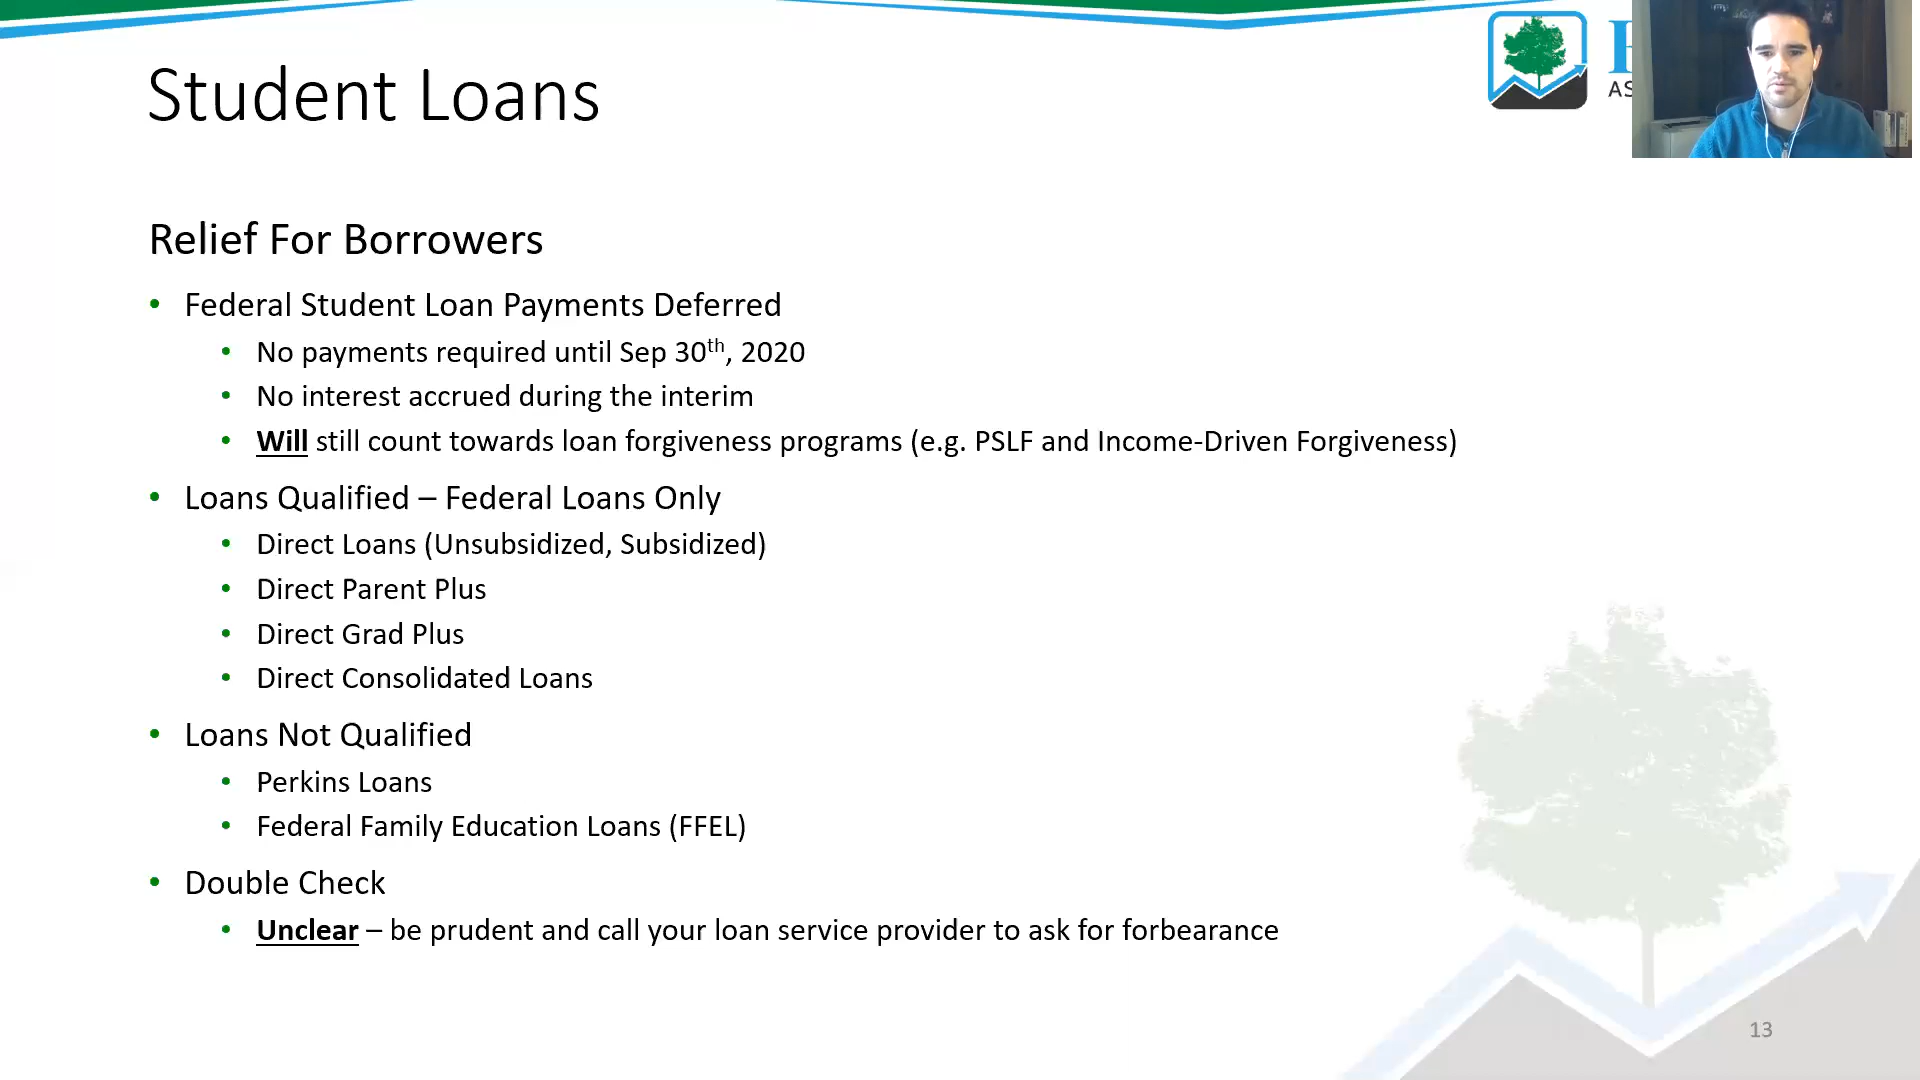 Student Loans
AS
Relief For Borrowers
• Federal Student Loan Payments Deferred
• No payments required until Sep 30th, 2020
• No interest accrued during the interim
• Will still count towards loan forgiveness programs (e.g. PSLF and Income-Driven Forgiveness)
• Loans Qualified – Federal Loans Only
• Direct Loans (Unsubsidized, Subsidized)
• Direct Parent Plus
• Direct Grad Plus
• Direct Consolidated Loans
• Loans Not Qualified
• Perkins Loans
• Federal Family Education Loans (FFEL)
• Double Check
• Unclear – be prudent and call your loan service provider to ask for forbearance
13